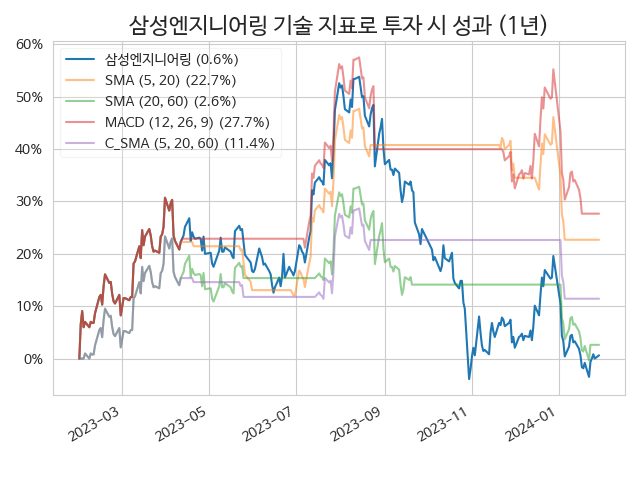 삼성엔지니어링 기술 지표로 투자 시 성과 (1년)
60%
50%
40%
30%
20%
10%
0%
삼성엔지니어링 (0.6%)
SMA (5, 20) (22.7%)
SMA (20, 60) (2.6%)
MACD (12, 26, 9) (27.7%)
C_SMA (5, 20, 60) (11.4%)
2023-03
2023-05
2023-07
2023-09
2023-11
2024-01